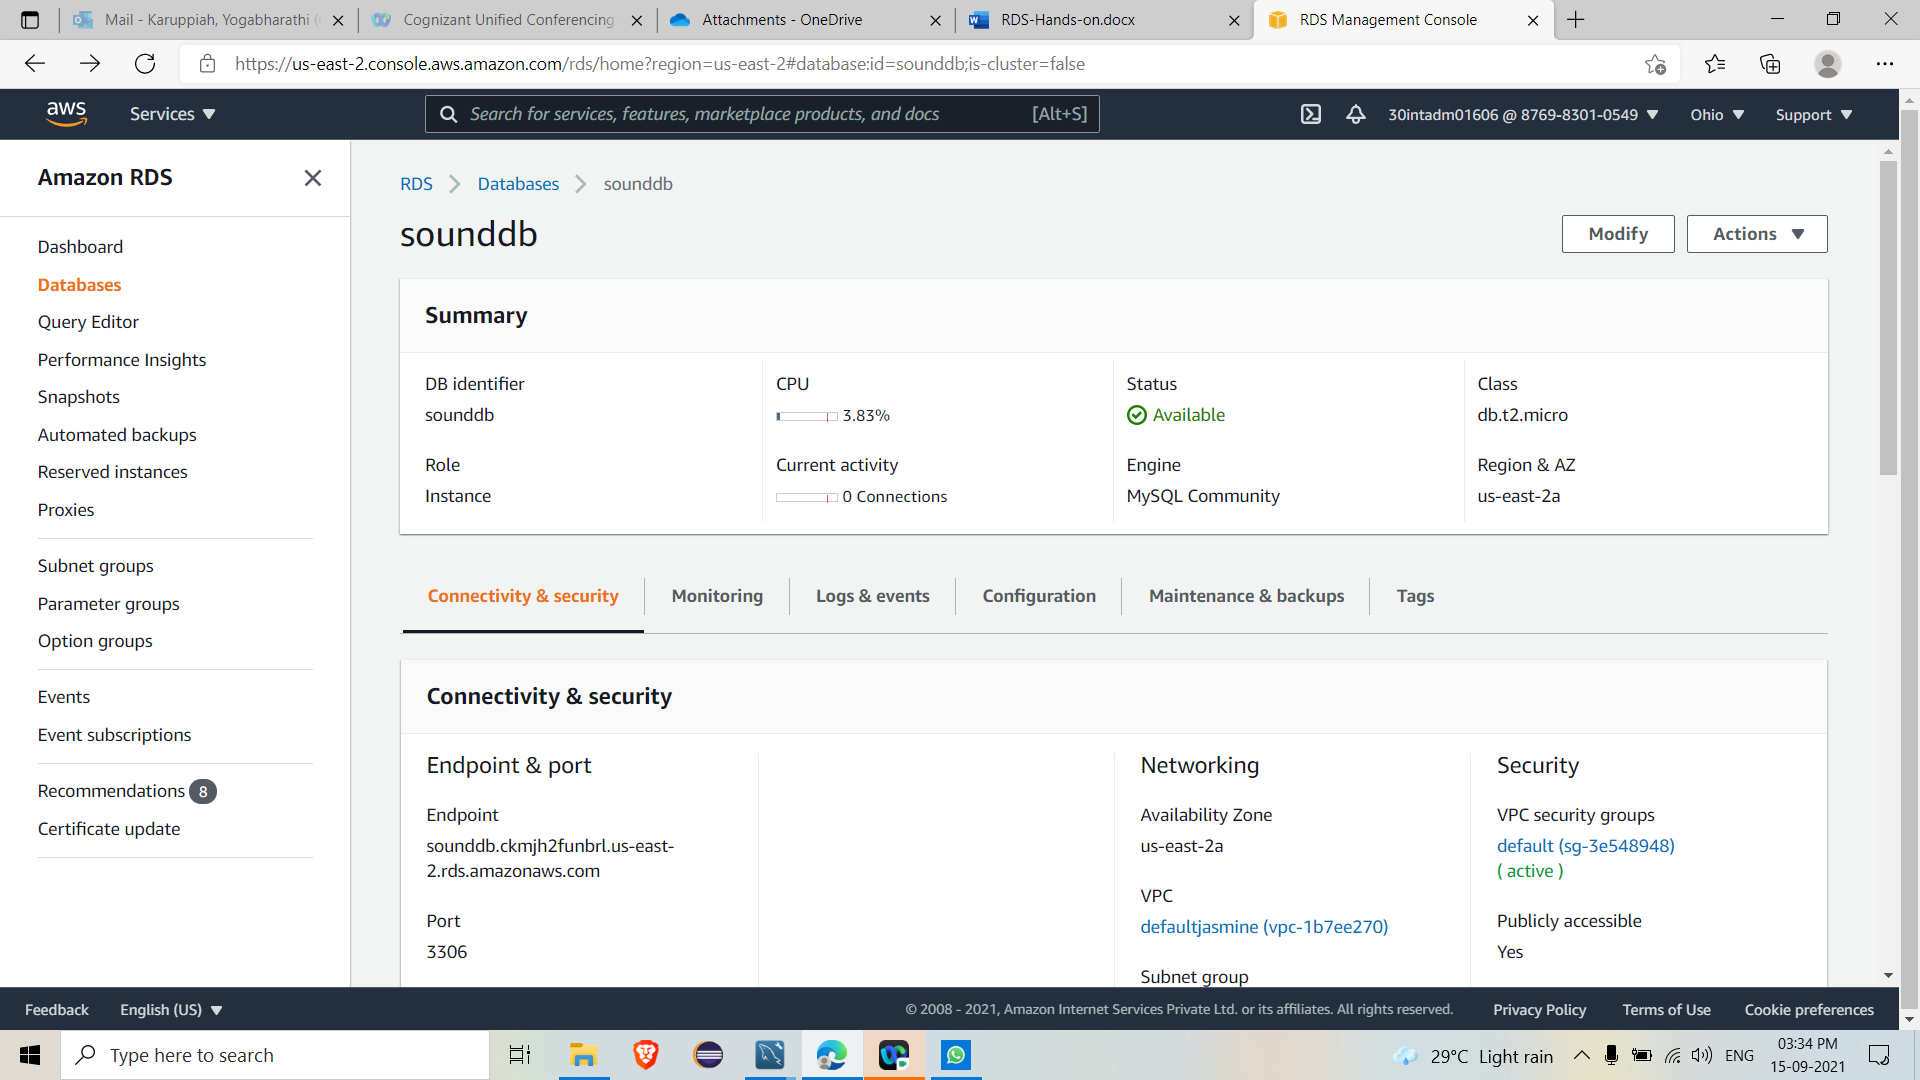 Mail - Karuppiah, Yogabharathi
Cognizant Unified Conferencing
Attachments - OneDrive
RDS-Hands-on.docx
RDS Management Console
https://us-east-2.console.aws.amazon.com/rds/home?region=us-east-2#database:id=sounddb;is-cluster=false
aws
Services
Search for services, features, marketplace products, and docs
[Alt+S]
30intadm01606 @ 8769-8301-0549
Ohio
Support
Amazon RDS
Dashboard
Databases
Query Editor
Performance Insights
Snapshots
Automated backups
Reserved instances
Proxies
Subnet groups
Parameter groups
Option groups
Events
Event subscriptions
Recommendations 8
Certificate update
RDS
Databases
sounddb
sounddb
Modify
Actions
Summary
DB identifier
sounddb
CPU
3.83%
Status
Available
Class
db.t2.micro
Role
Instance
Current activity
0 Connections
Engine
MySQL Community
Region & AZ
us-east-2a
Connectivity & security
Monitoring
Logs & events
Configuration
Maintenance & backups
Tags
Connectivity & security
Endpoint & port
Endpoint
sounddb.ckmjh2funbrl.us-east-
2.rds.amazonaws.com
Port
3306
Networking
Availability Zone
us-east-2a
VPC
defaultjasmine (vpc-1b7ee270)
Subnet group
Security
VPC security groups
default (sg-3e548948)
( active )
Publicly accessible
Yes
Feedback
English (US)
© 2008 - 2021, Amazon Internet Services Private Ltd. or its affiliates. All rights reserved.
Privacy Policy
Terms of Use
Cookie preferences
Type here to search
29°C Light rain
ENG
03:34 PM
15-09-2021